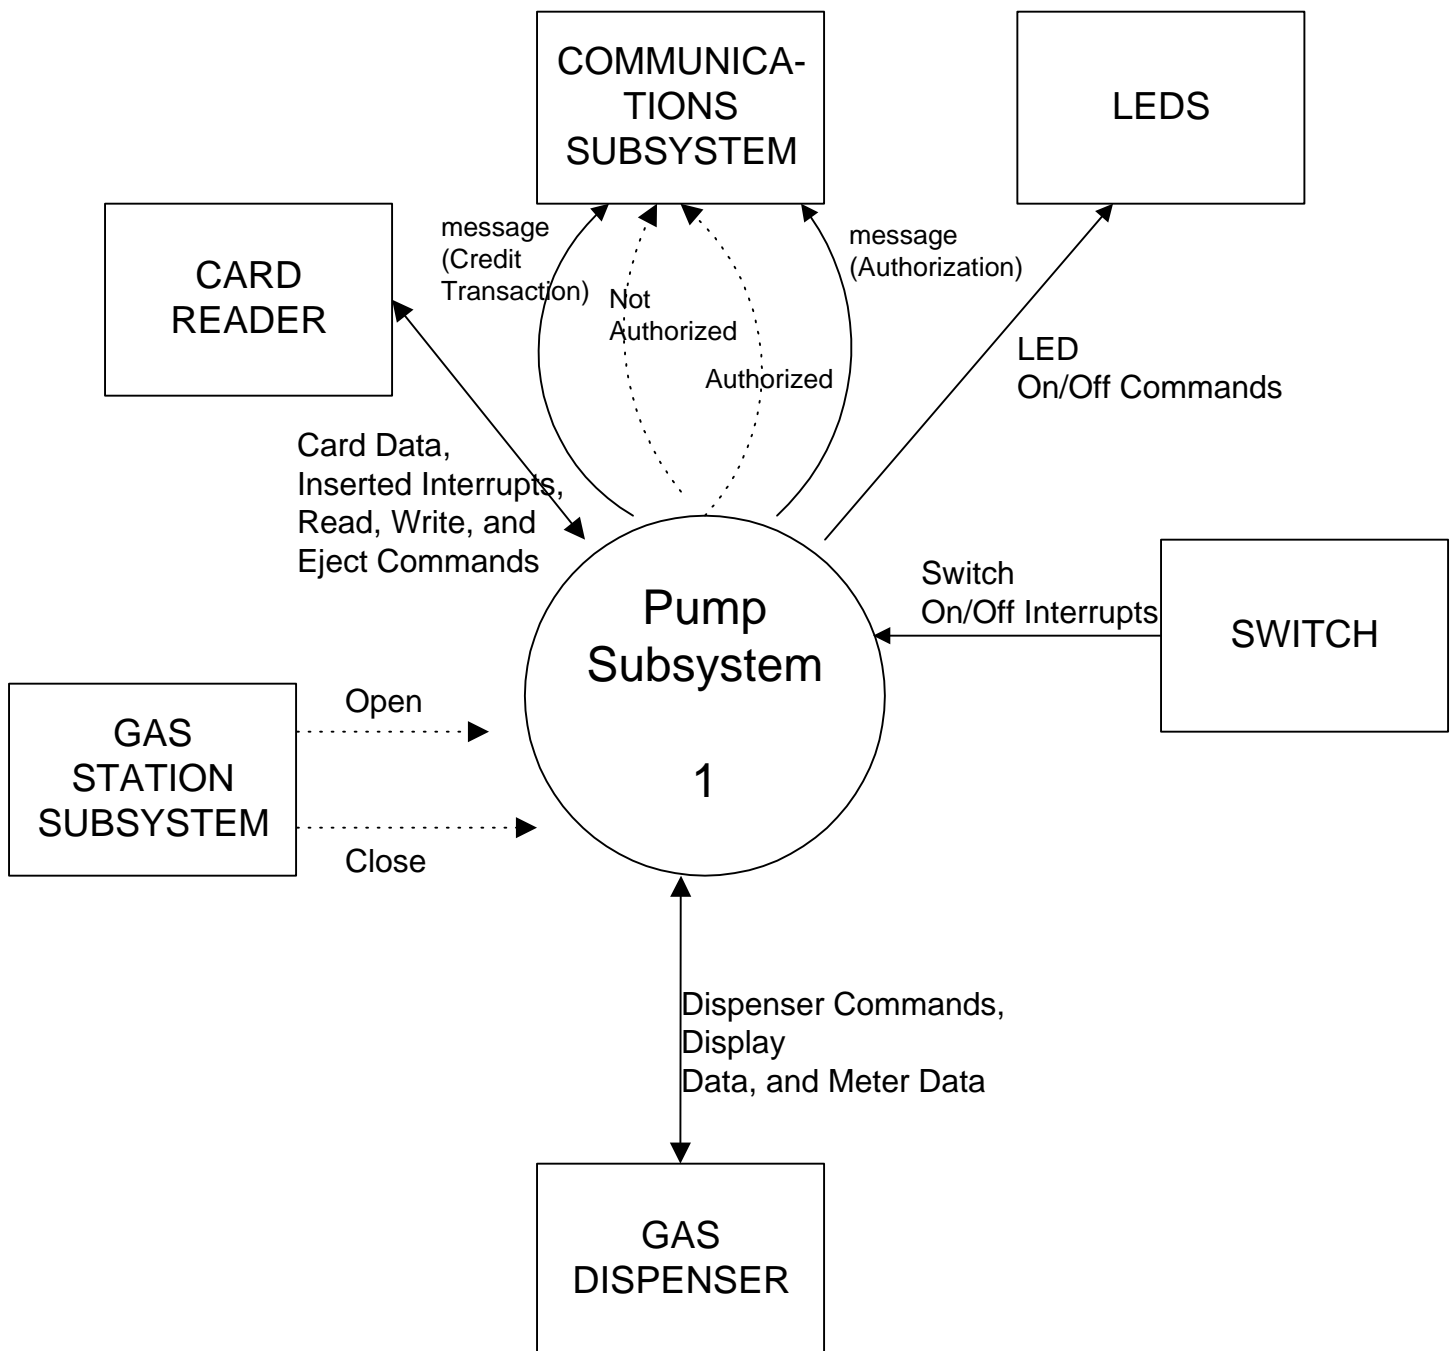 COMMUNICA-
TIONS
SUBSYSTEM
LEDS
CARD
READER
message
(Credit
Transaction)
Not
Authorized
Authorized
message
(Authorization)
LED
On/Off Commands
Card Data,
Inserted Interrupts,
Read, Write, and
Eject Commands
Pump
Subsystem
1
Switch
On/Off Interrupts
SWITCH
GAS
STATION
SUBSYSTEM
Open
Close
Dispenser Commands,
Display
Data, and Meter Data
GAS
DISPENSER